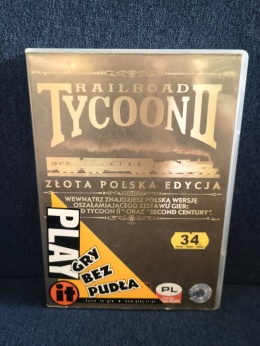 RAILROAD
TYCOON II
ZŁOTA POLSKA EDYCJA
WEWNĄTRZ ZNAJDZIESZ POLSKĄ WERSJĘ
OSZAŁAMIAJĄCEGO ZESTAWU GIER:
D TYCOON II" ORAZ "SECOND CENTURY".
34
PLAY
it
GRY
BEZ
PUDŁA
PL